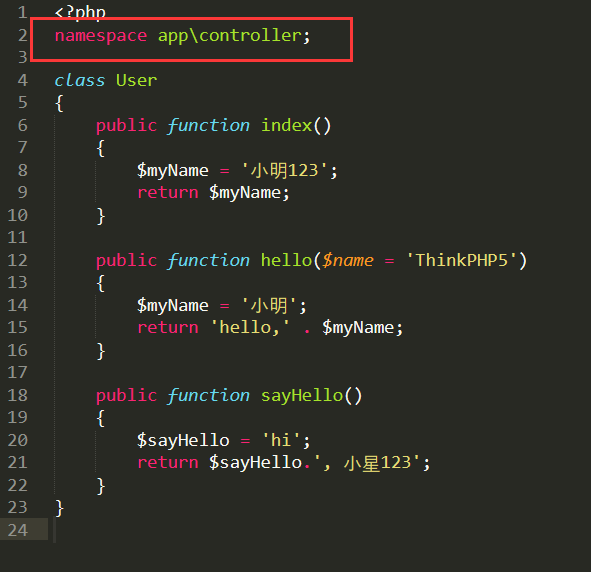 1 <?php
2 namespace app\controller;
3
4 class User
5 {
6 public function index()
7 {
8 $myName = '小明123';
9 return $myName;
10 }
11
12 public function hello($name = 'ThinkPHP5')
13 {
14 $myName = '小明';
15 return 'hello,' . $myName;
16 }
17
18 public function sayHello()
19 {
20 $sayHello = 'hi';
21 return $sayHello.', 小星123';
22 }
23 }
24